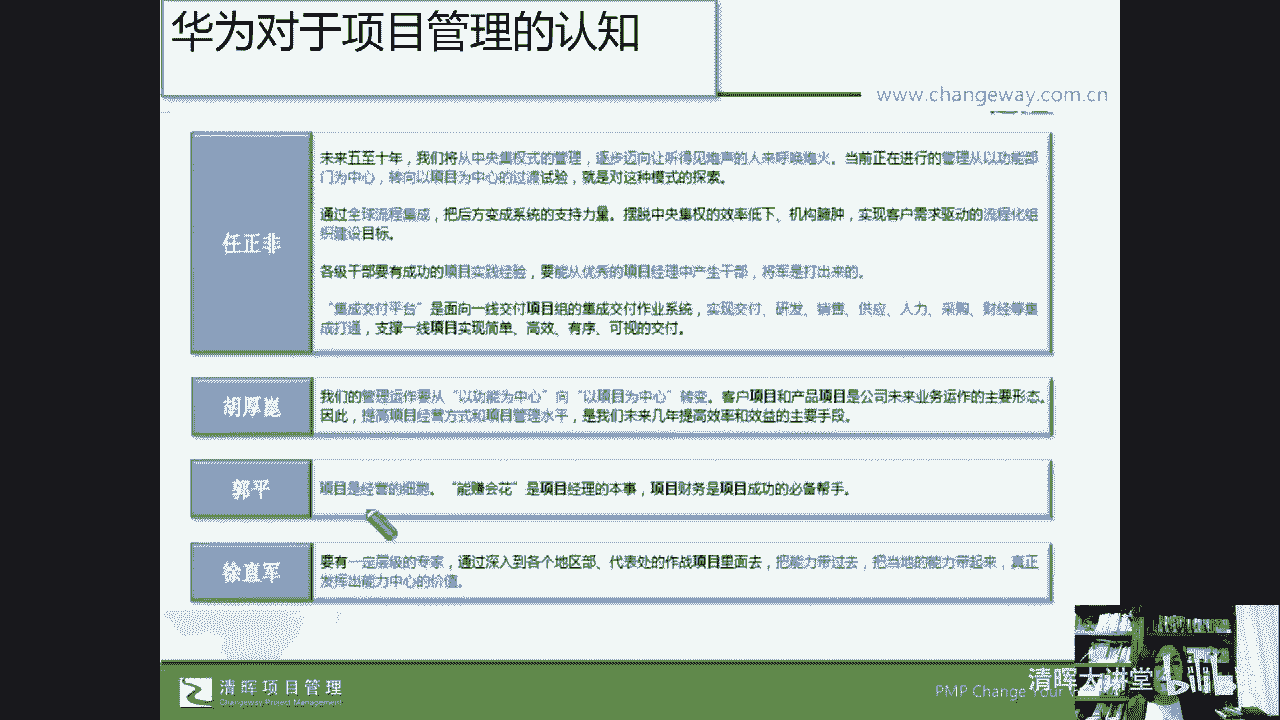 华为对于项目管理的认知
www.changeway.com.cn
任正非
未来五至十年，我们将从中央集权式的管理，逐步迈向让听得见炮声的人来呼唤炮火。当前正在进行的管理从以功能部
门为中心，转向以项目为中心的过渡试验，就是对这种模式的探索。
通过全球流程集成，把后方变成系统的支持力量。摆脱中央集权的效率低下、机构臃肿，实现客户需求驱动的流程化组
织建设目标。
各级干部要有成功的项目实践经验，要能从优秀的项目经理中产生干部，将军是打出来的。
“集成交付平台”是面向一线交付项目组的集成交付作业系统，实现交付、研发、销售、供应、人力、采购、财经等集
成打通，支撑一线项目实现简单、高效、有序、可视的交付。
胡厚崑
我们的管理运作要从“以功能为中心”向“以项目为中心”转变。客户项目和产品项目是公司未来业务运作的主要形态。
因此，提高项目经营方式和项目管理水平，是我们未来几年提高效率和效益的主要手段。
郭平
项目是经营的细胞。“能赚会花”是项目经理的本事，项目财务是项目成功的必备帮手。
徐直军
要有一定层级的专家，通过深入到各个地区部、代表处的作战项目里面去，把能力带过去，把当地的能力带起来，真正
发挥出能力中心的价值。
清晖项目管理
Changeway Project Management
PMP Change Your
清晖大讲堂